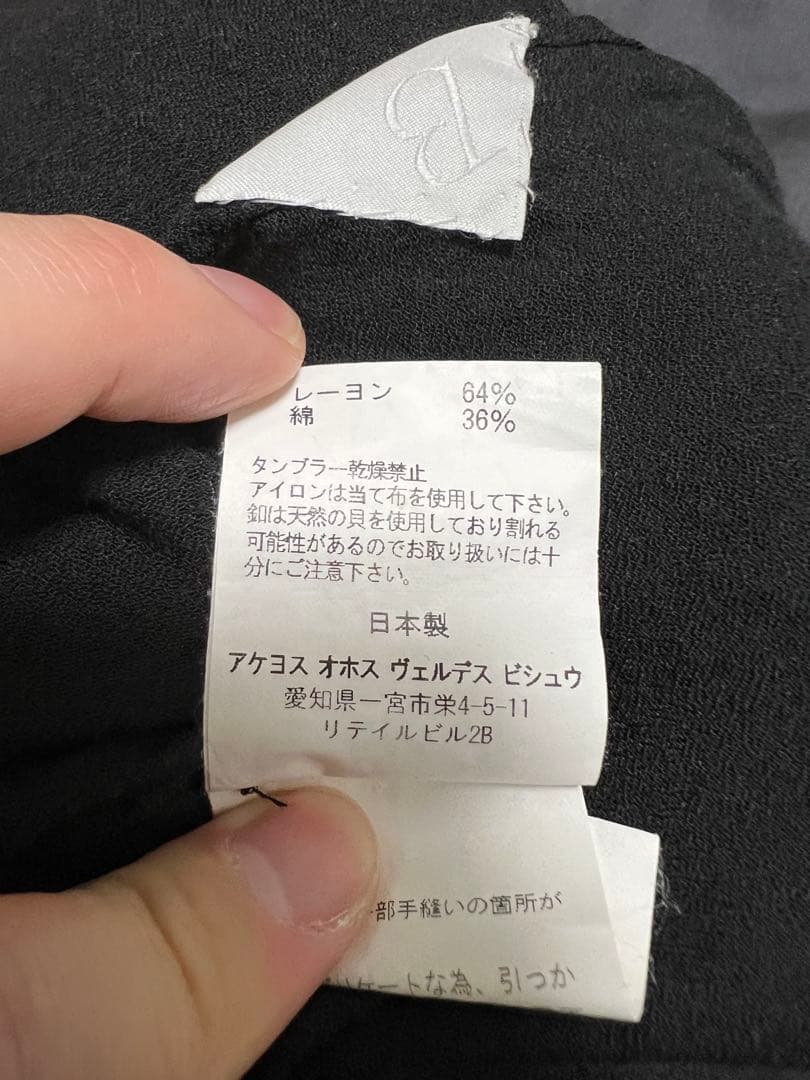 レーヨン 64%
綿 36%
タンブラー乾燥禁止
アイロンは当て布を使用して下さい。
釦は天然の貝を使用しており割れる
可能性があるのでお取り扱いには十
分にご注意下さい。
日本製
アケヨス オホス ヴェルデス ビシュウ
愛知県一宮市栄4-5-11
リテイルビル2B
部手縫いの箇所が
ケートな為、引つか